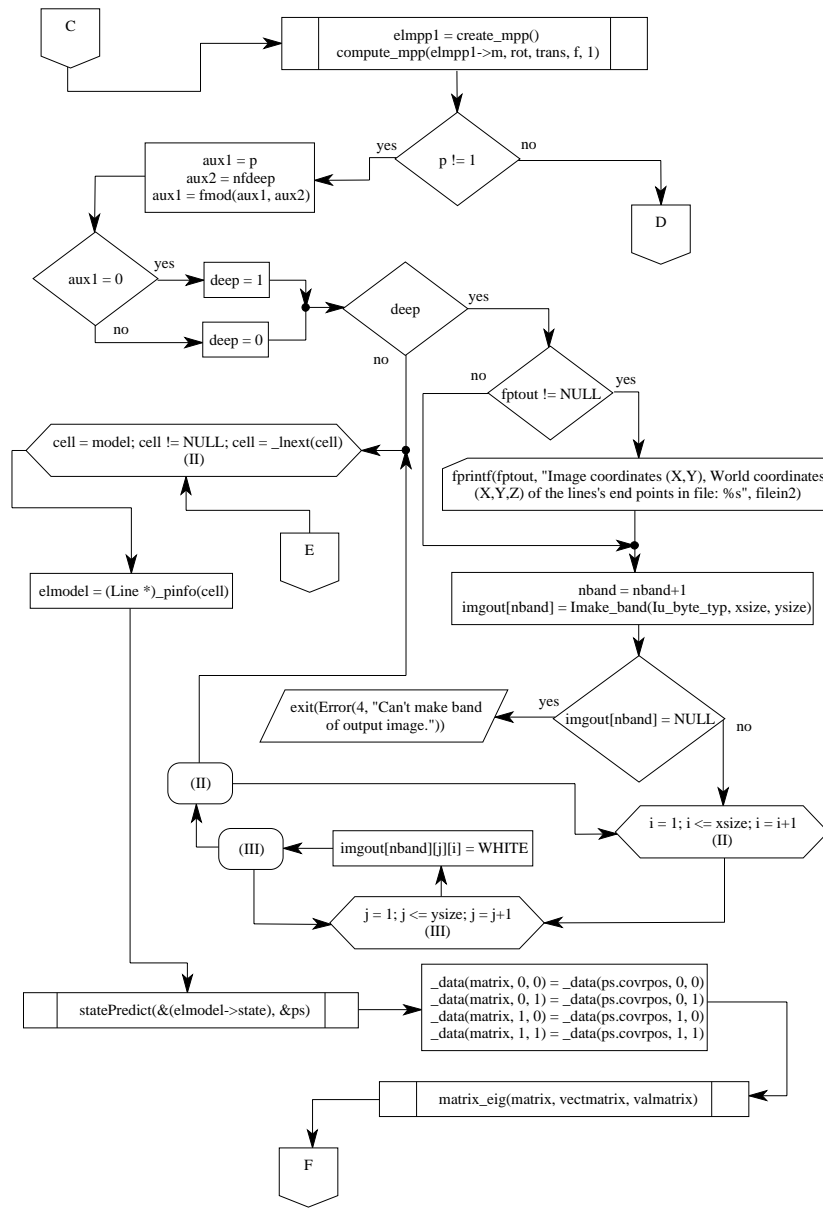 C
elmpp1 = create_mpp()
compute_mpp(elmpp1->m, rot, trans, f, 1)
yes
p != 1
no
aux1 = p
aux2 = nfdeep
aux1 = fmod(aux1, aux2)
D
aux1 = 0
yes
deep = 1
no
deep = 0
deep
yes
no
no
fptout != NULL
yes
cell = model; cell != NULL; cell = _lnext(cell)
(II)
fprintf(fptout, "Image coordinates (X,Y), World coordinates
(X,Y,Z) of the lines's end points in file: %s", filein2)
E
elmodel = (Line *)_pinfo(cell)
nband = nband+1
imgout[nband] = Imake_band(Iu_byte_typ, xsize, ysize)
exit(Error(4, "Can't make band
of output image."))
yes
imgout[nband] = NULL
no
(II)
i = 1; i <= xsize; i = i+1
(II)
(III)
imgout[nband][j][i] = WHITE
j = 1; j <= ysize; j = j+1
(III)
statePredict(&(elmodel->state), &ps)
_data(matrix, 0, 0) = _data(ps.covrpos, 0, 0)
_data(matrix, 0, 1) = _data(ps.covrpos, 0, 1)
_data(matrix, 1, 0) = _data(ps.covrpos, 1, 0)
_data(matrix, 1, 1) = _data(ps.covrpos, 1, 1)
matrix_eig(matrix, vectmatrix, valmatrix)
F